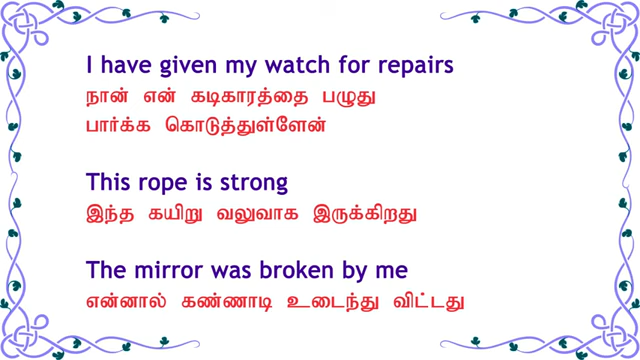 I have given my watch for repairs
நான் என் கடிகாரத்தை பழுது
பார்க்க கொடுத்துள்ளேன்
This rope is strong
இந்த கயிறு வலுவாக இருக்கிறது
The mirror was broken by me
என்னால் கண்ணாடி உடைந்து விட்டது